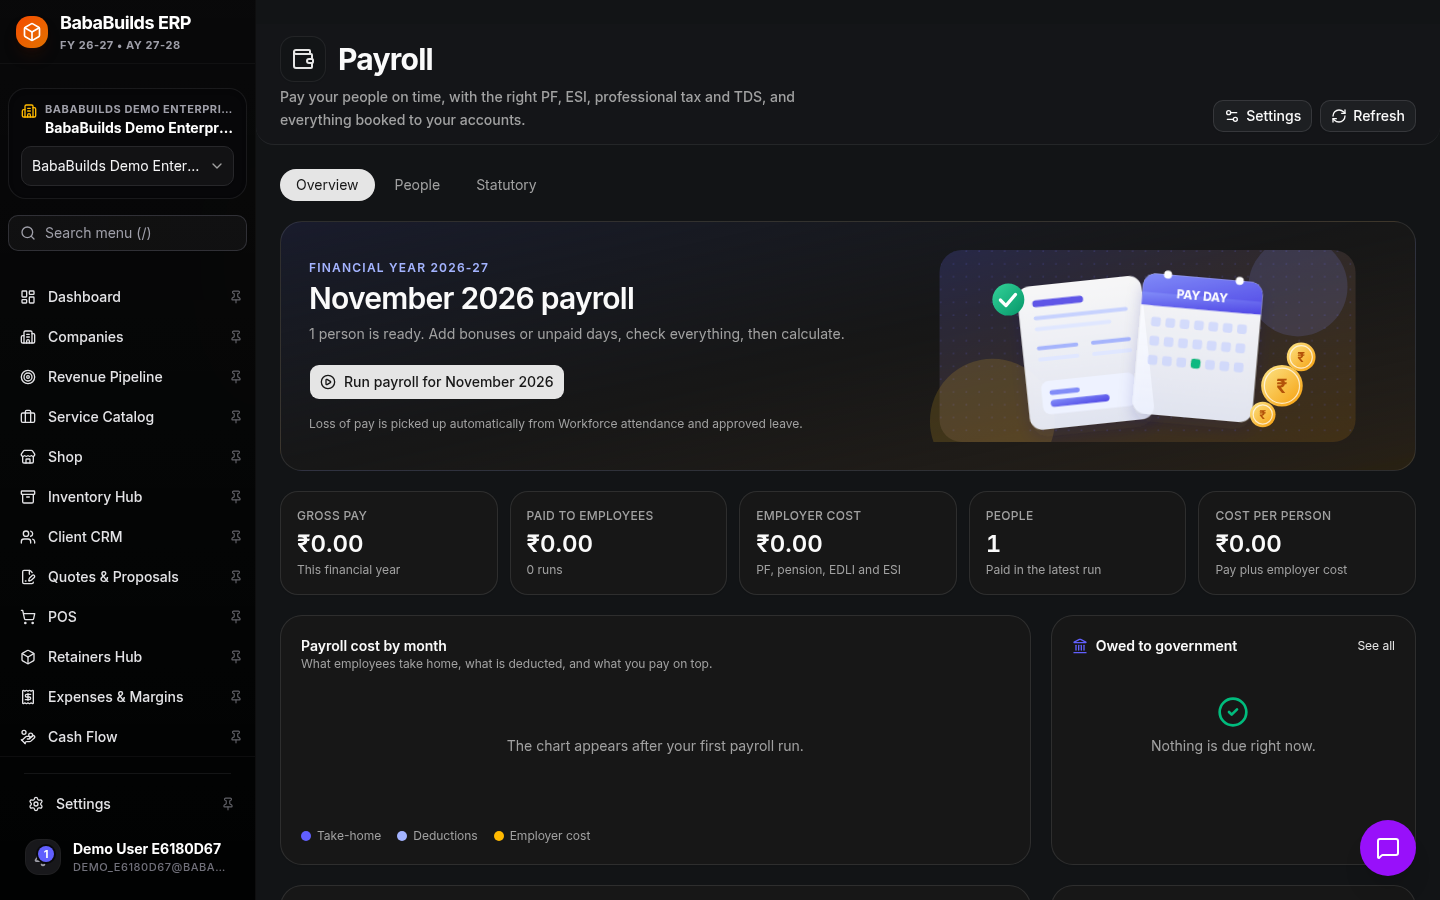 BabaBuilds ERP
FY 26-27 • AY 27-28
BABABUILDS DEMO ENTERPRI...
BabaBuilds Demo Enterpr...
BabaBuilds Demo Enter...
Search menu (/)
Dashboard
Companies
Revenue Pipeline
Service Catalog
Shop
Inventory Hub
Client CRM
Quotes & Proposals
POS
Retainers Hub
Expenses & Margins
Cash Flow
Settings
1
Demo User E6180D67
DEMO_E6180D67@BABA...
Payroll
Pay your people on time, with the right PF, ESI, professional tax and TDS, and
everything booked to your accounts.
Settings
Refresh
Overview
People
Statutory
FINANCIAL YEAR 2026-27
November 2026 payroll
1 person is ready. Add bonuses or unpaid days, check everything, then calculate.
Run payroll for November 2026
Loss of pay is picked up automatically from Workforce attendance and approved leave.
PAY DAY
₹
₹
₹
GROSS PAY
₹0.00
This financial year
PAID TO EMPLOYEES
₹0.00
0 runs
EMPLOYER COST
₹0.00
PF, pension, EDLI and ESI
PEOPLE
1
Paid in the latest run
COST PER PERSON
₹0.00
Pay plus employer cost
Payroll cost by month
What employees take home, what is deducted, and what you pay on top.
The chart appears after your first payroll run.
Take-home
Deductions
Employer cost
Owed to government
See all
Nothing is due right now.